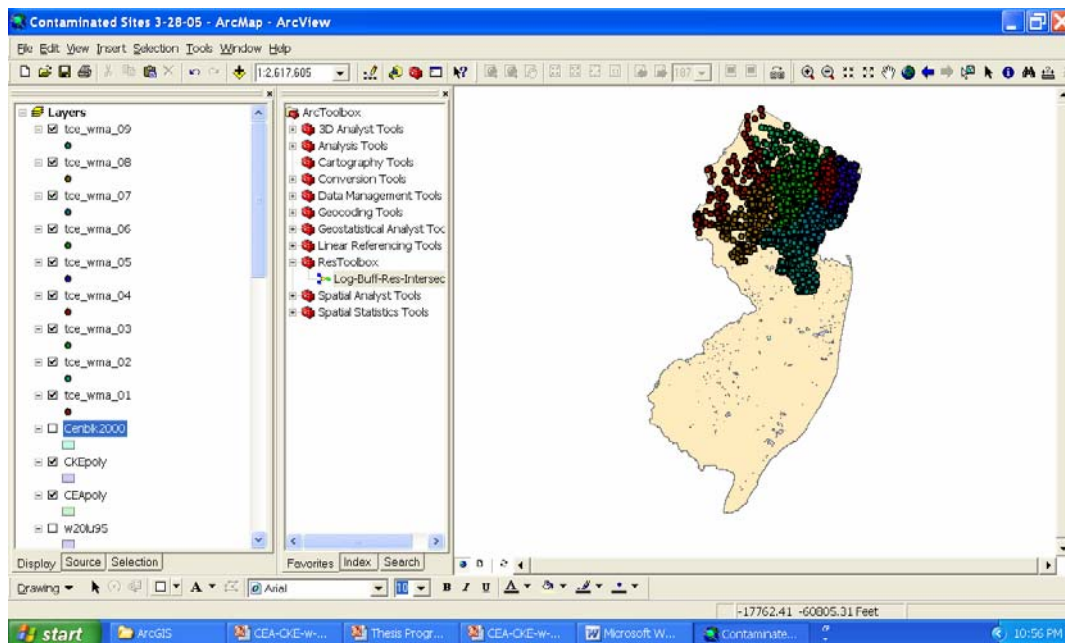 Contaminated Sites 3-28-05 - ArcMap - ArcView
File Edit View Insert Selection Tools Window Help
1:2,617,605
187
Layers
tce_wma_09
tce_wma_08
tce_wma_07
tce_wma_06
tce_wma_05
tce_wma_04
tce_wma_03
tce_wma_02
tce_wma_01
Cenblk2000
CKEpoly
CEApoly
w20lu95
Display Source Selection
ArcToolbox
3D Analyst Tools
Analysis Tools
Cartography Tools
Conversion Tools
Data Management Tools
Geocoding Tools
Geostatistical Analyst Toc
Linear Referencing Tools
ResToolbox
Log-Buff-Res-Intersec
Spatial Analyst Tools
Spatial Statistics Tools
Favorites Index Search
Drawing A Arial 10 B I U A
-17762.41 -60805.31 Feet
start ArcGIS CEA-CKE-w-... Thesis Progr... CEA-CKE-w-... Microsoft W... Contaminate... 10:56 PM